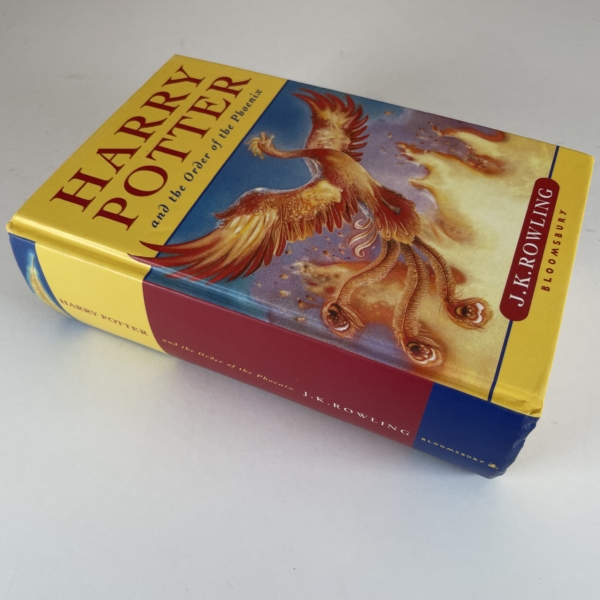 HARRY
POTTER
and the Order of the Phoenix
J.K.ROWLING
BLOOMSBURY
HARRY POTTER
and the Order of the Phoenix
J.K.ROWLING
BLOOMSBURY